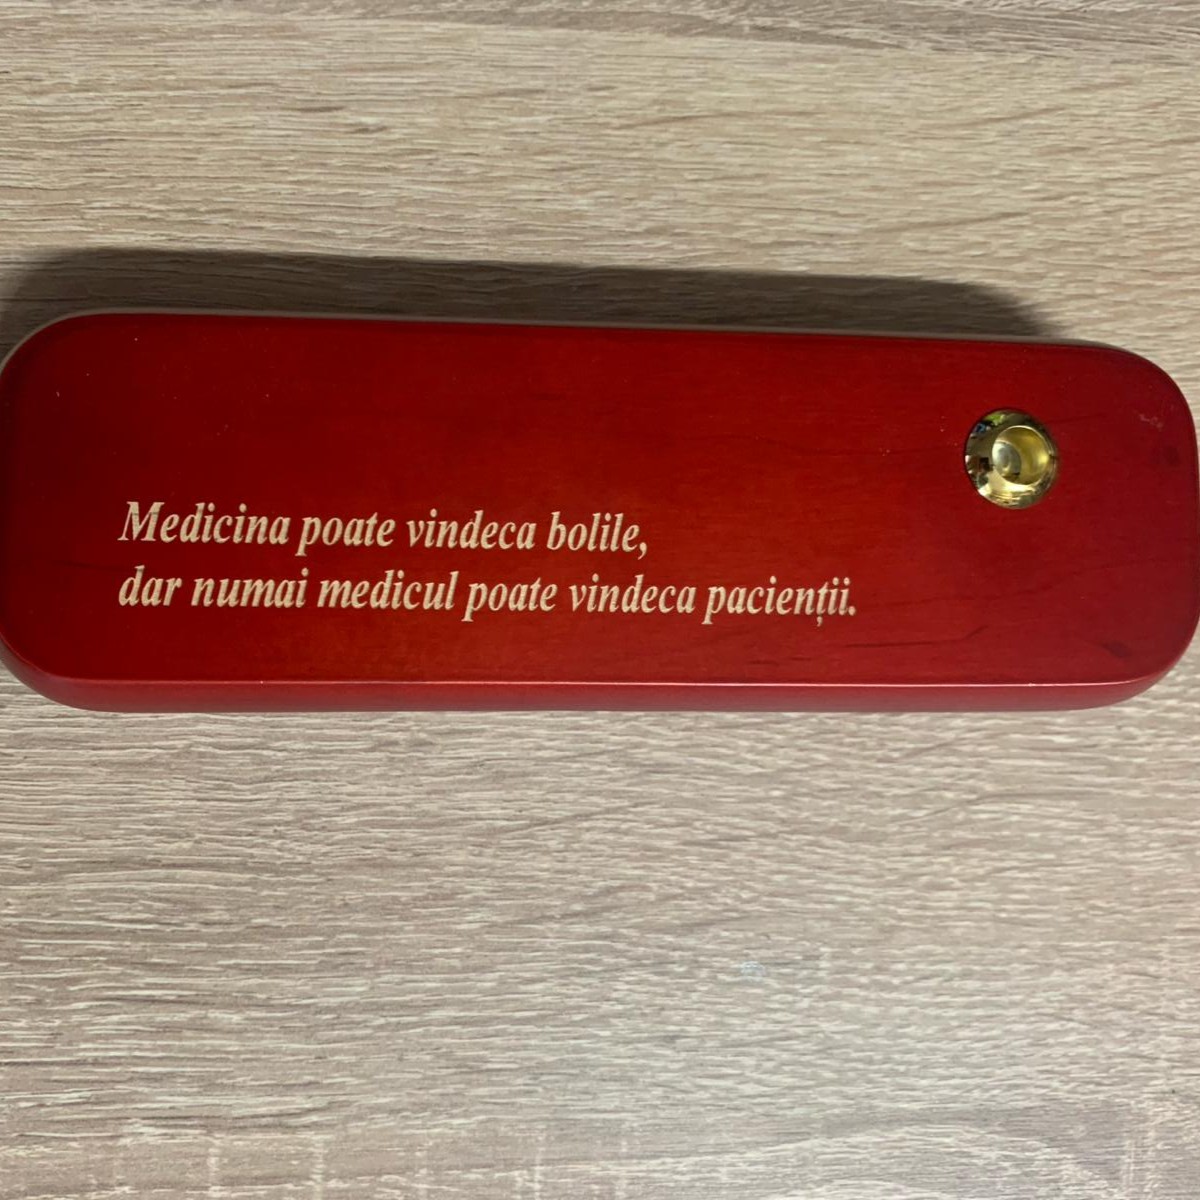 Medicina poate vindeca bolile,
dar numai medicul poate vindeca pacienții.